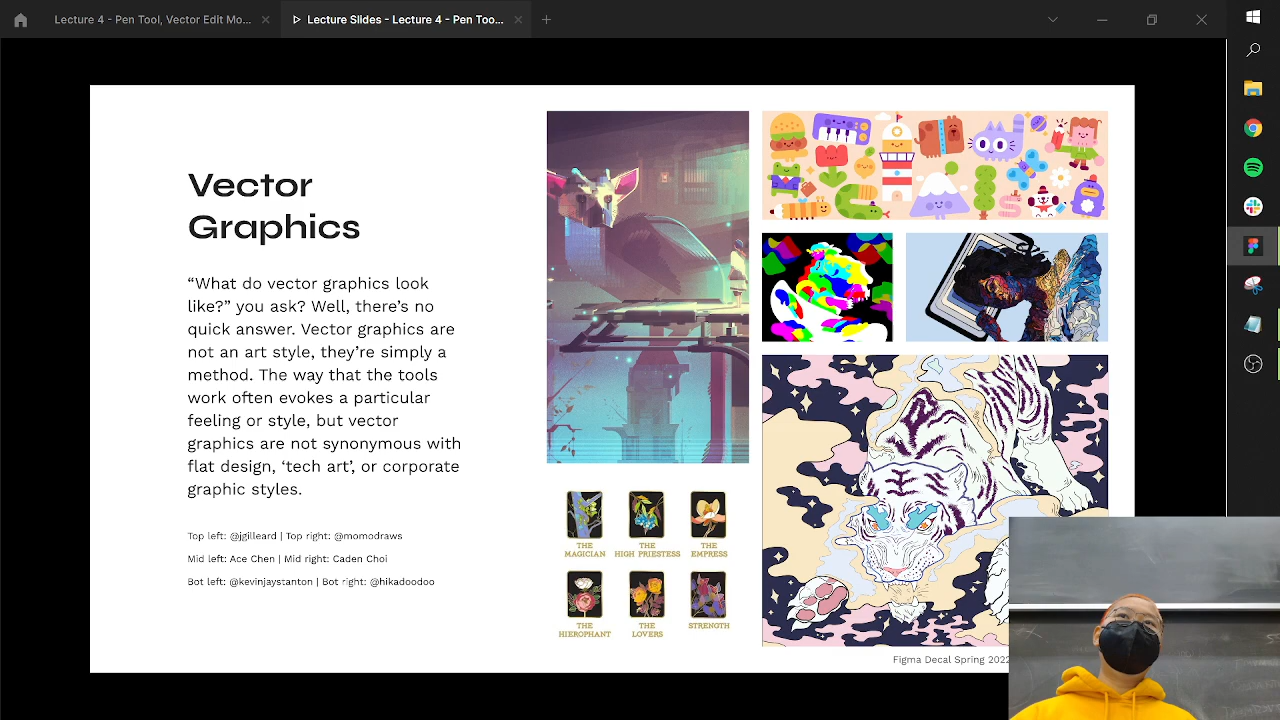 Lecture 4 - Pen Tool, Vector Edit Mo...
Lecture Slides - Lecture 4 - Pen Too...
Vector
Graphics
“What do vector graphics look
like?” you ask? Well, there’s no
quick answer. Vector graphics are
not an art style, they’re simply a
method. The way that the tools
work often evokes a particular
feeling or style, but vector
graphics are not synonymous with
flat design, ‘tech art’, or corporate
graphic styles.
Top left: @jgilleard | Top right: @momodraws
Mid left: Ace Chen | Mid right: Caden Choi
Bot left: @kevinjaystanton | Bot right: @hikadoodoo
THE
MAGICIAN
THE
HIGH PRIESTESS
THE
EMPRESS
THE
HIEROPHANT
THE
LOVERS
STRENGTH
Figma Decal Spring 2022